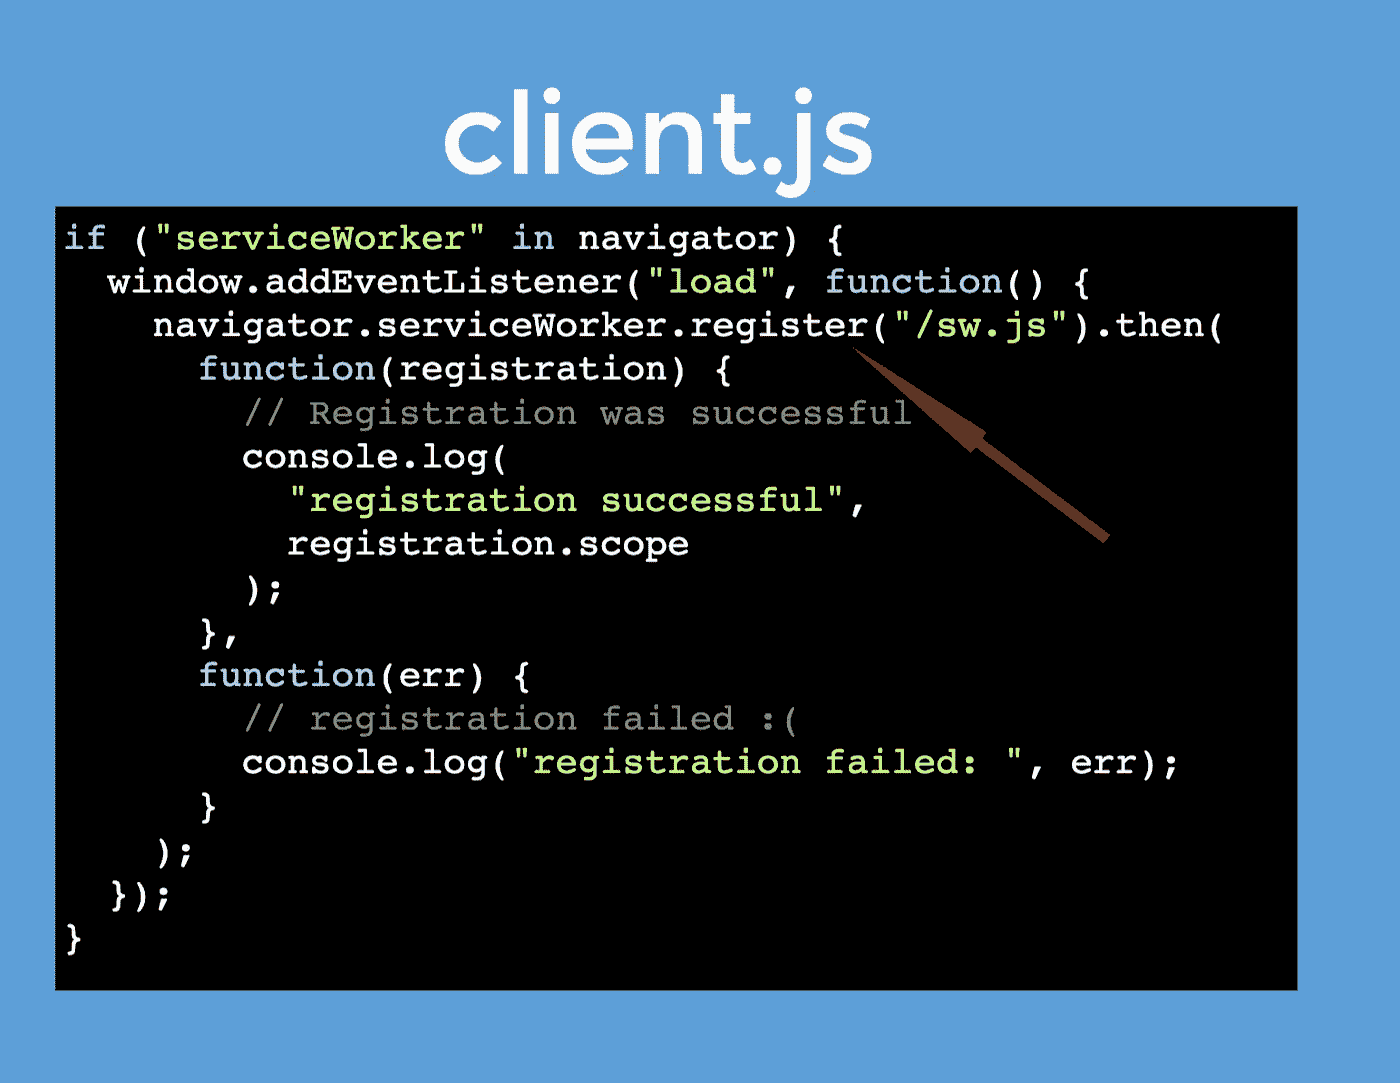 client.js
if ("serviceWorker" in navigator) {
  window.addEventListener("load", function() {
    navigator.serviceWorker.register("/sw.js").then(
      function(registration) {
        // Registration was successful
        console.log(
          "registration successful",
          registration.scope
        );
      },
      function(err) {
        // registration failed :(
        console.log("registration failed: ", err);
      }
    );
  });
}